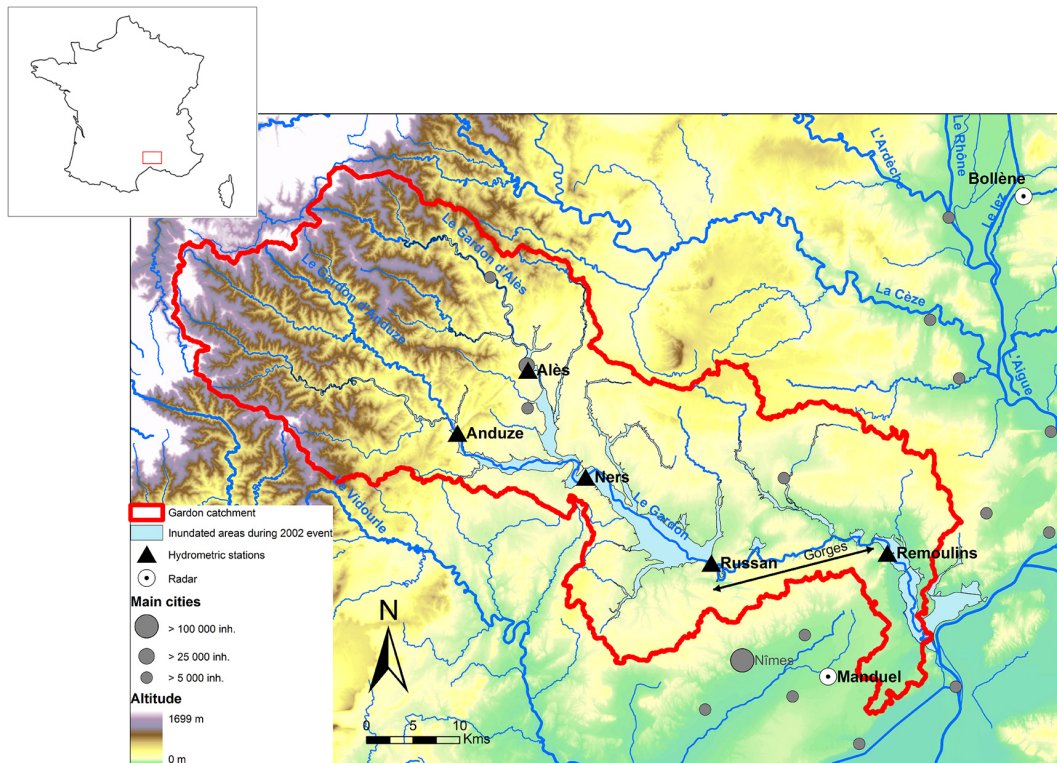 L'Ardèche
Le Rhône
Bollène
Le lez
Le Gardon d'Alès
Le Gardon d'Anduze
La Cèze
L'Aigue
Alès
Anduze
Ners
Le Vidourle
Le Gardon
Gorges
Remoulins
Russan
Nîmes
Manduel
Gardon catchment
Inundated areas during 2002 event
Hydrometric stations
Radar
Main cities
> 100 000 inh.
> 25 000 inh.
> 5 000 inh.
Altitude
1699 m
0 m
N
0 5 10
Kms